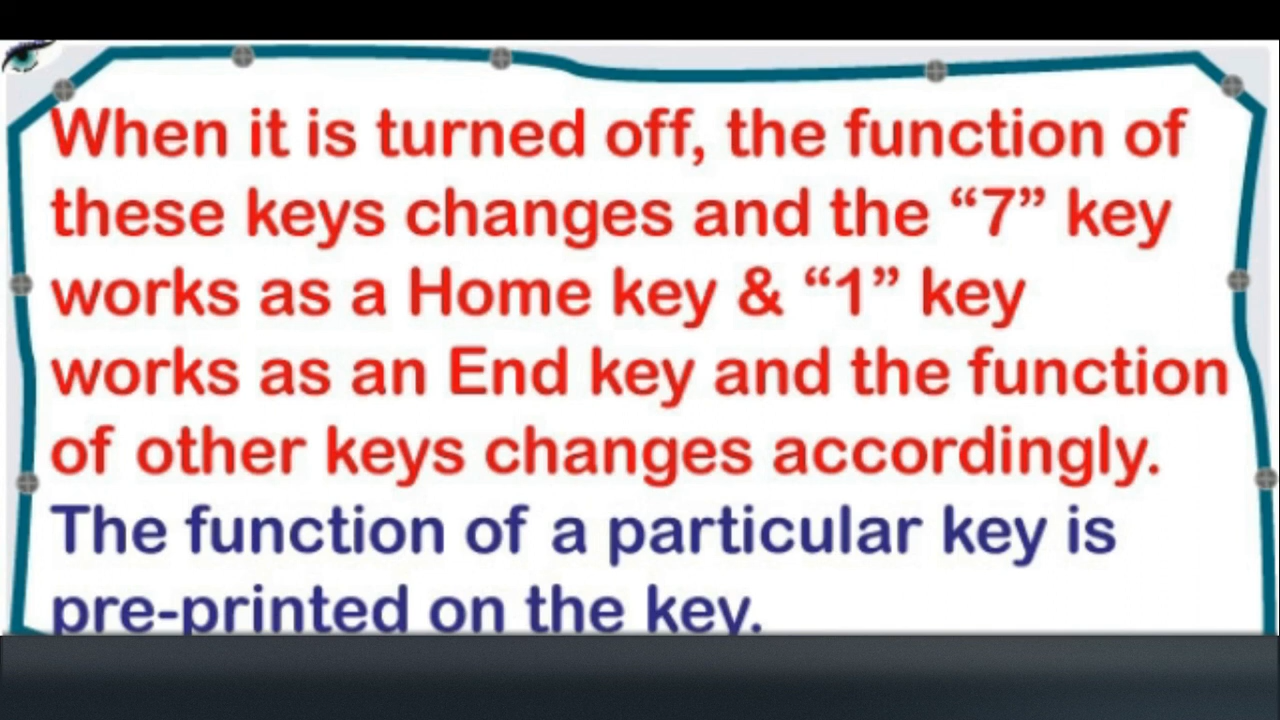 When it is turned off, the function of
these keys changes and the “7” key
works as a Home key & “1” key
works as an End key and the function
of other keys changes accordingly.
The function of a particular key is
pre-printed on the key.